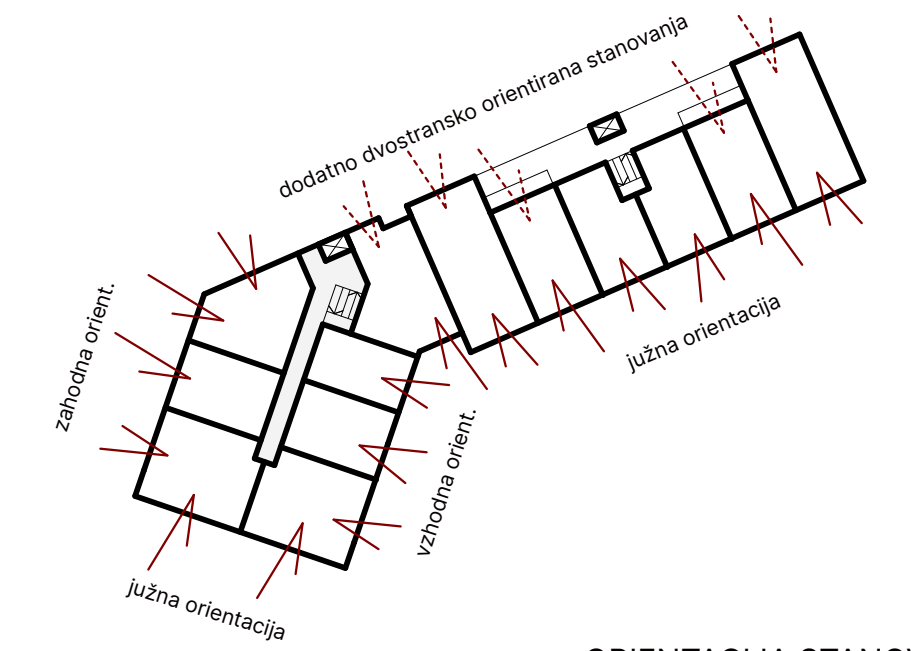 dodatno dvostransko orientirana stanovanja
zahodna orient.
južna orientacija
vzhodna orient.
južna orientacija